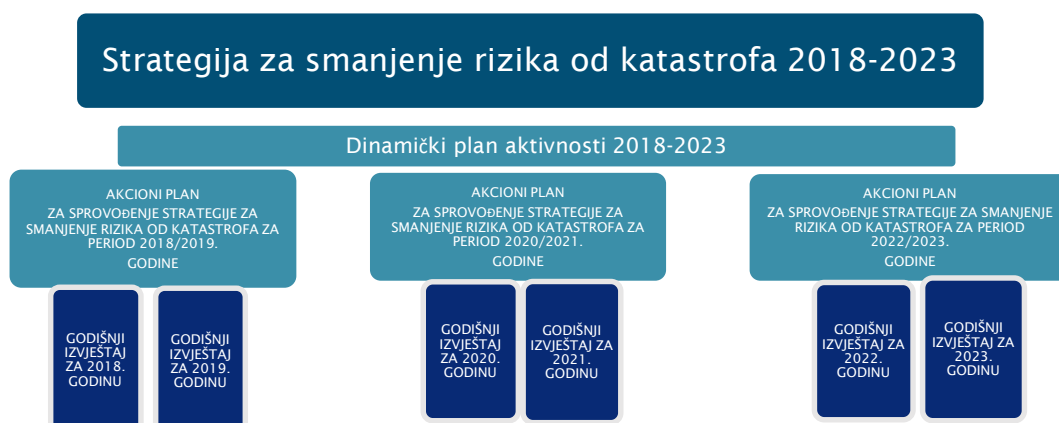 Strategija za smanjenje rizika od katastrofa 2018-2023
Dinamički plan aktivnosti 2018-2023
AKCIONI PLAN
ZA SPROVOĐENJE STRATEGIJE ZA
SMANJENJE RIZIKA OD KATASTROFA ZA
PERIOD 2018/2019.
GODINE
AKCIONI PLAN
ZA SPROVOĐENJE STRATEGIJE ZA
SMANJENJE RIZIKA OD KATASTROFA ZA
PERIOD 2020/2021.
GODINE
AKCIONI PLAN
ZA SPROVOĐENJE STRATEGIJE ZA SMANJENJE
RIZIKA OD KATASTROFA ZA PERIOD
2022/2023.
GODINE
GODIŠNJI
IZVJEŠTAJ
ZA 2018.
GODINU
GODIŠNJI
IZVJEŠTAJ
ZA 2019.
GODINU
GODIŠNJI
IZVJEŠTAJ
ZA 2020.
GODINU
GODIŠNJI
IZVJEŠTAJ ZA
2021.
GODINU
GODIŠNJI
IZVJEŠTAJ ZA
2022.
GODINU
GODIŠNJI
IZVJEŠTAJ ZA
2023.
GODINU